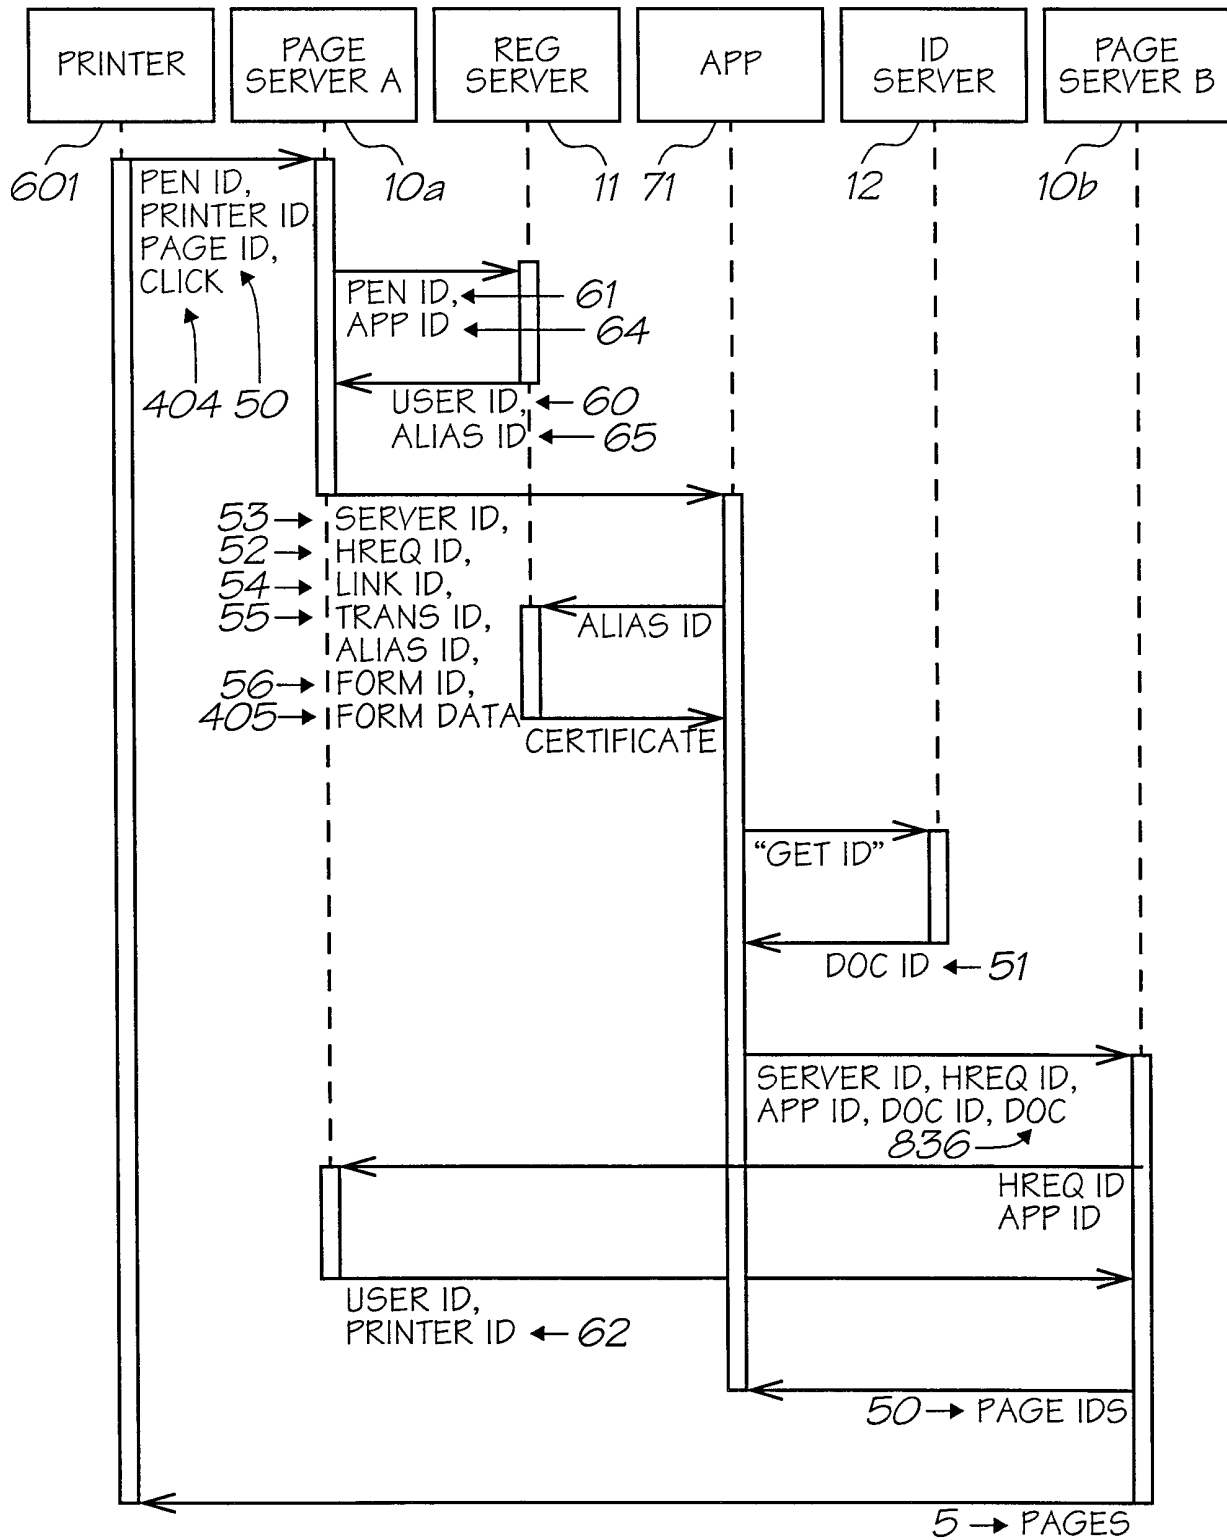 PRINTER
PAGE
SERVER A
REG
SERVER
APP
ID
SERVER
PAGE
SERVER B
601
10a
11
71
12
10b
PEN ID,
PRINTER ID
PAGE ID,
CLICK
404 50
PEN ID, 61
APP ID 64
USER ID, 60
ALIAS ID 65
53 SERVER ID,
52 HREQ ID,
54 LINK ID,
55 TRANS ID,
ALIAS ID,
56 FORM ID,
405 FORM DATA
ALIAS ID
CERTIFICATE
“GET ID”
DOC ID 51
SERVER ID, HREQ ID,
APP ID, DOC ID, DOC
836
HREQ ID
APP ID
USER ID,
PRINTER ID 62
50 PAGE IDS
5 PAGES